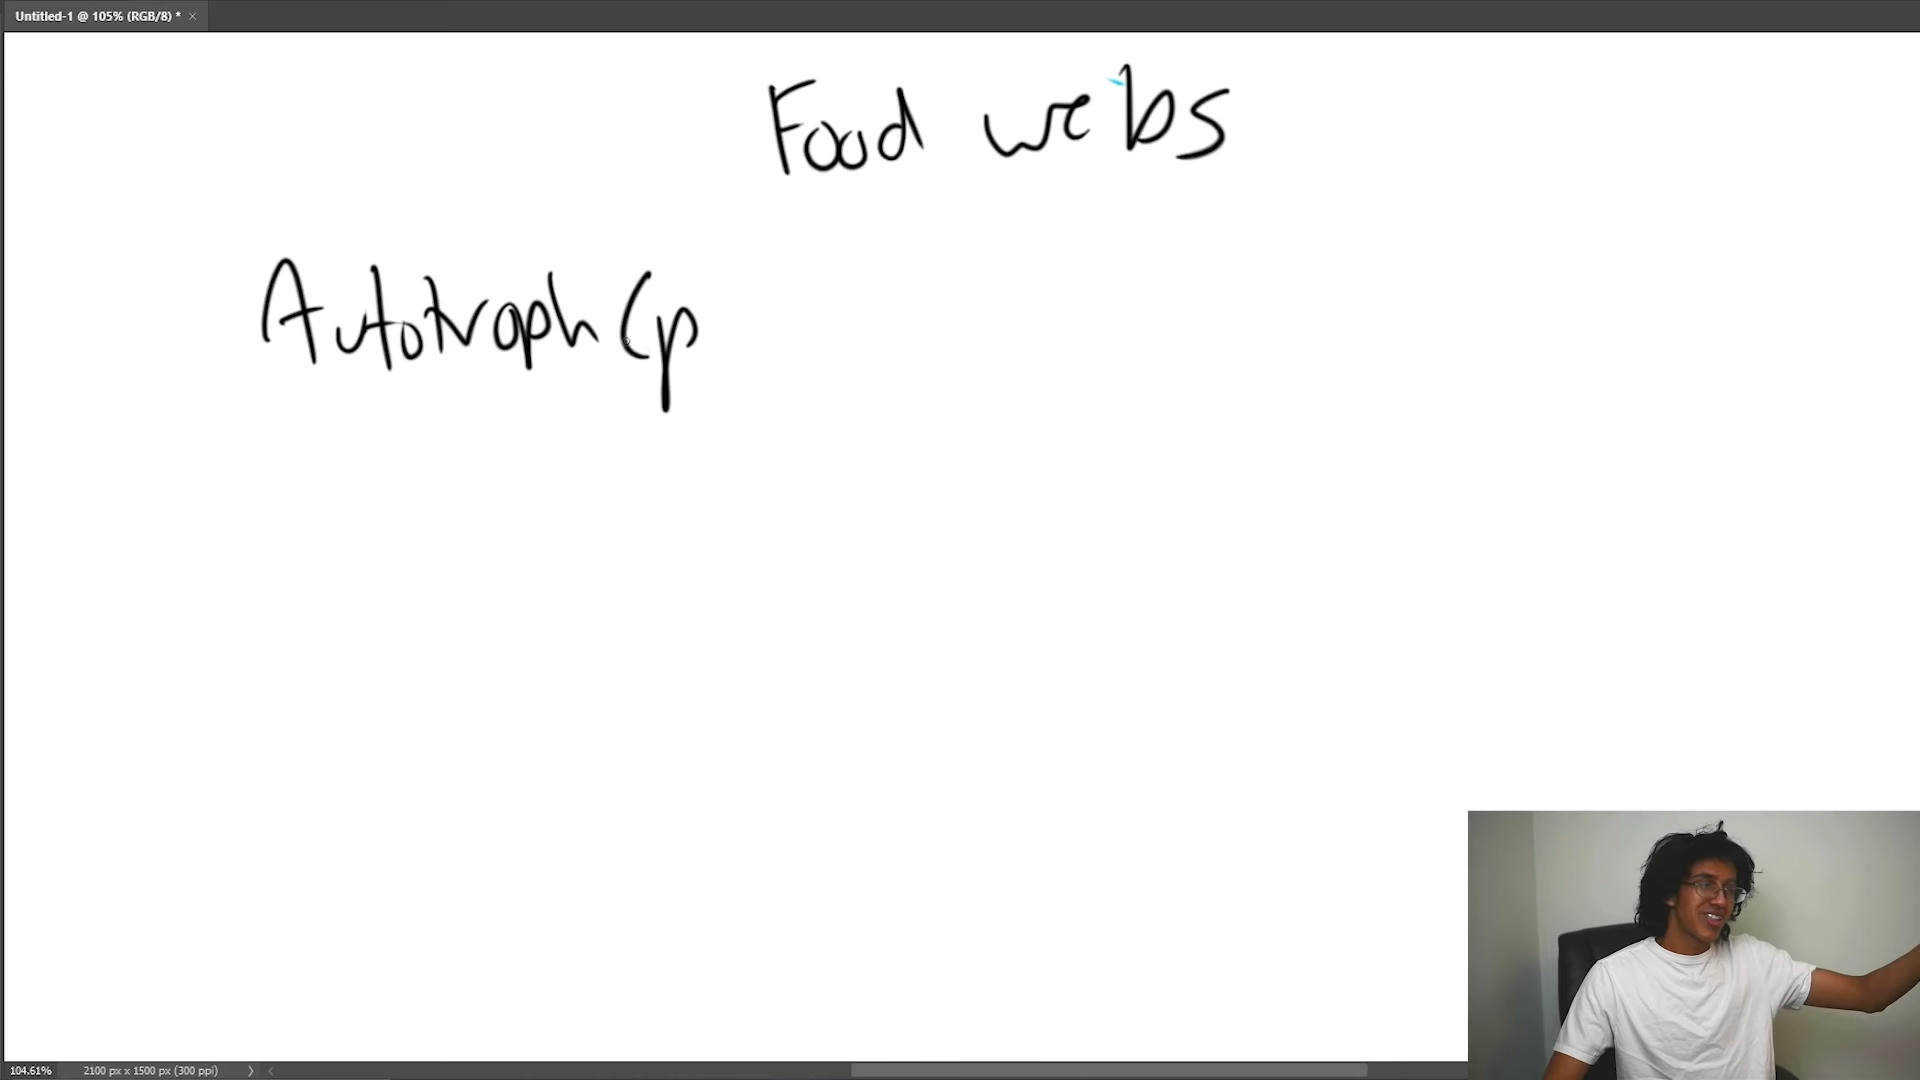 Untitled-1 @ 105% (RGB/8) * ×
Food webs
Autotroph (p
104.61% 2100 px x 1500 px (300 ppi)